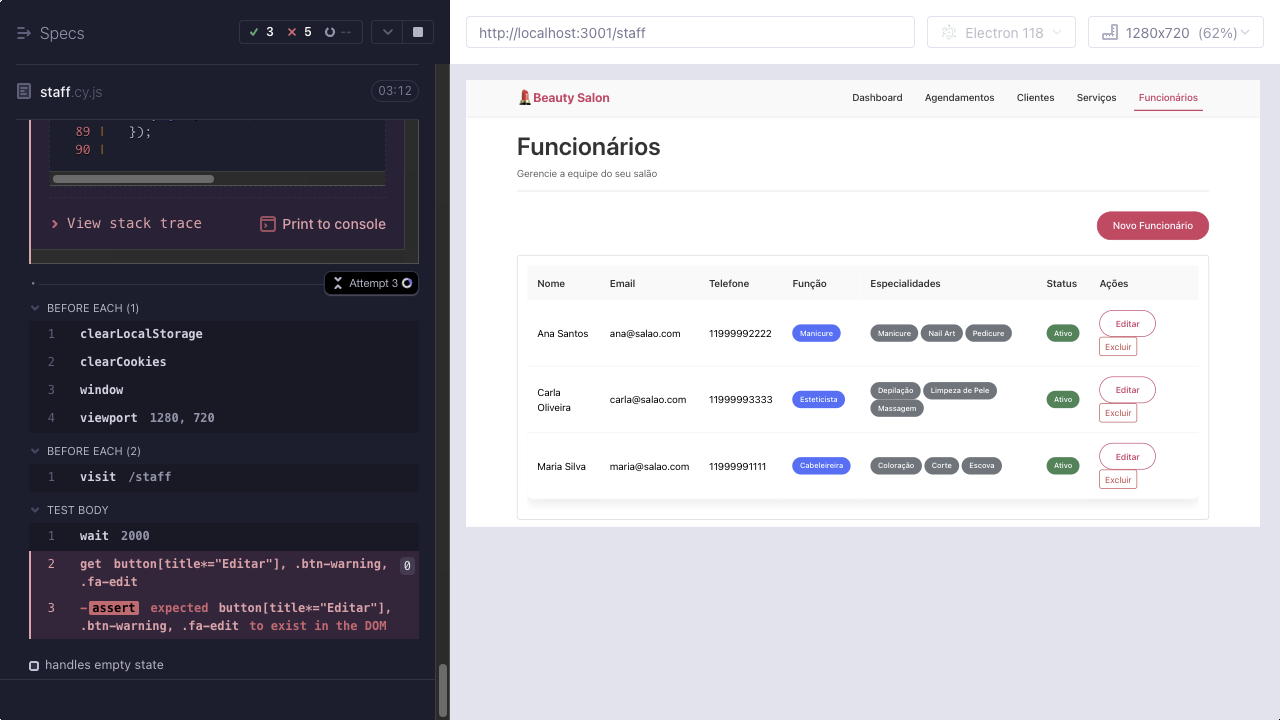 Specs
3 5 --
staff.cy.js
03:12
89 | });
90 |
View stack trace
Print to console
Attempt 3
BEFORE EACH (1)
1 clearLocalStorage
2 clearCookies
3 window
4 viewport 1280, 720
BEFORE EACH (2)
1 visit /staff
TEST BODY
1 wait 2000
2 get button[title*="Editar"], .btn-warning, 0
.fa-edit
3 -assert expected button[title*="Editar"],
.btn-warning, .fa-edit to exist in the DOM
handles empty state
http://localhost:3001/staff
Electron 118
1280x720 (62%)
Beauty Salon
Dashboard Agendamentos Clientes Serviços Funcionários
Funcionários
Gerencie a equipe do seu salão
Novo Funcionário
Nome Email Telefone Função Especialidades Status Ações
Ana Santos ana@salao.com 11999992222 Manicure Manicure Nail Art Pedicure Ativo Editar
Excluir
Carla
Oliveira carla@salao.com 11999993333 Esteticista Depilação Limpeza de Pele
Massagem Ativo Editar
Excluir
Maria Silva maria@salao.com 11999991111 Cabeleireira Coloração Corte Escova Ativo Editar
Excluir